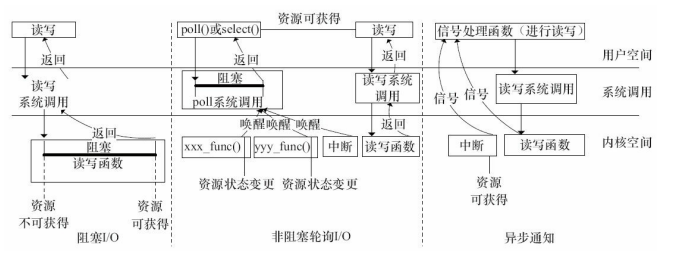 读写
返回
读写
系统调用
返回
阻塞
读写函数
资源
不可获得
资源
可获得
阻塞I/O
poll()或select()
资源可获得
读写
返回
返回
阻塞
poll系统调用
读写系统
调用
唤醒 唤醒 唤醒
返回
xxx_func()
yyy_func()
中断
读写函数
资源状态变更
资源状态变更
非阻塞轮询I/O
信号处理函数（进行读写）
用户空间
信号
信号
读写系统调用
系统调用
中断
读写函数
内核空间
资源
可获得
异步通知